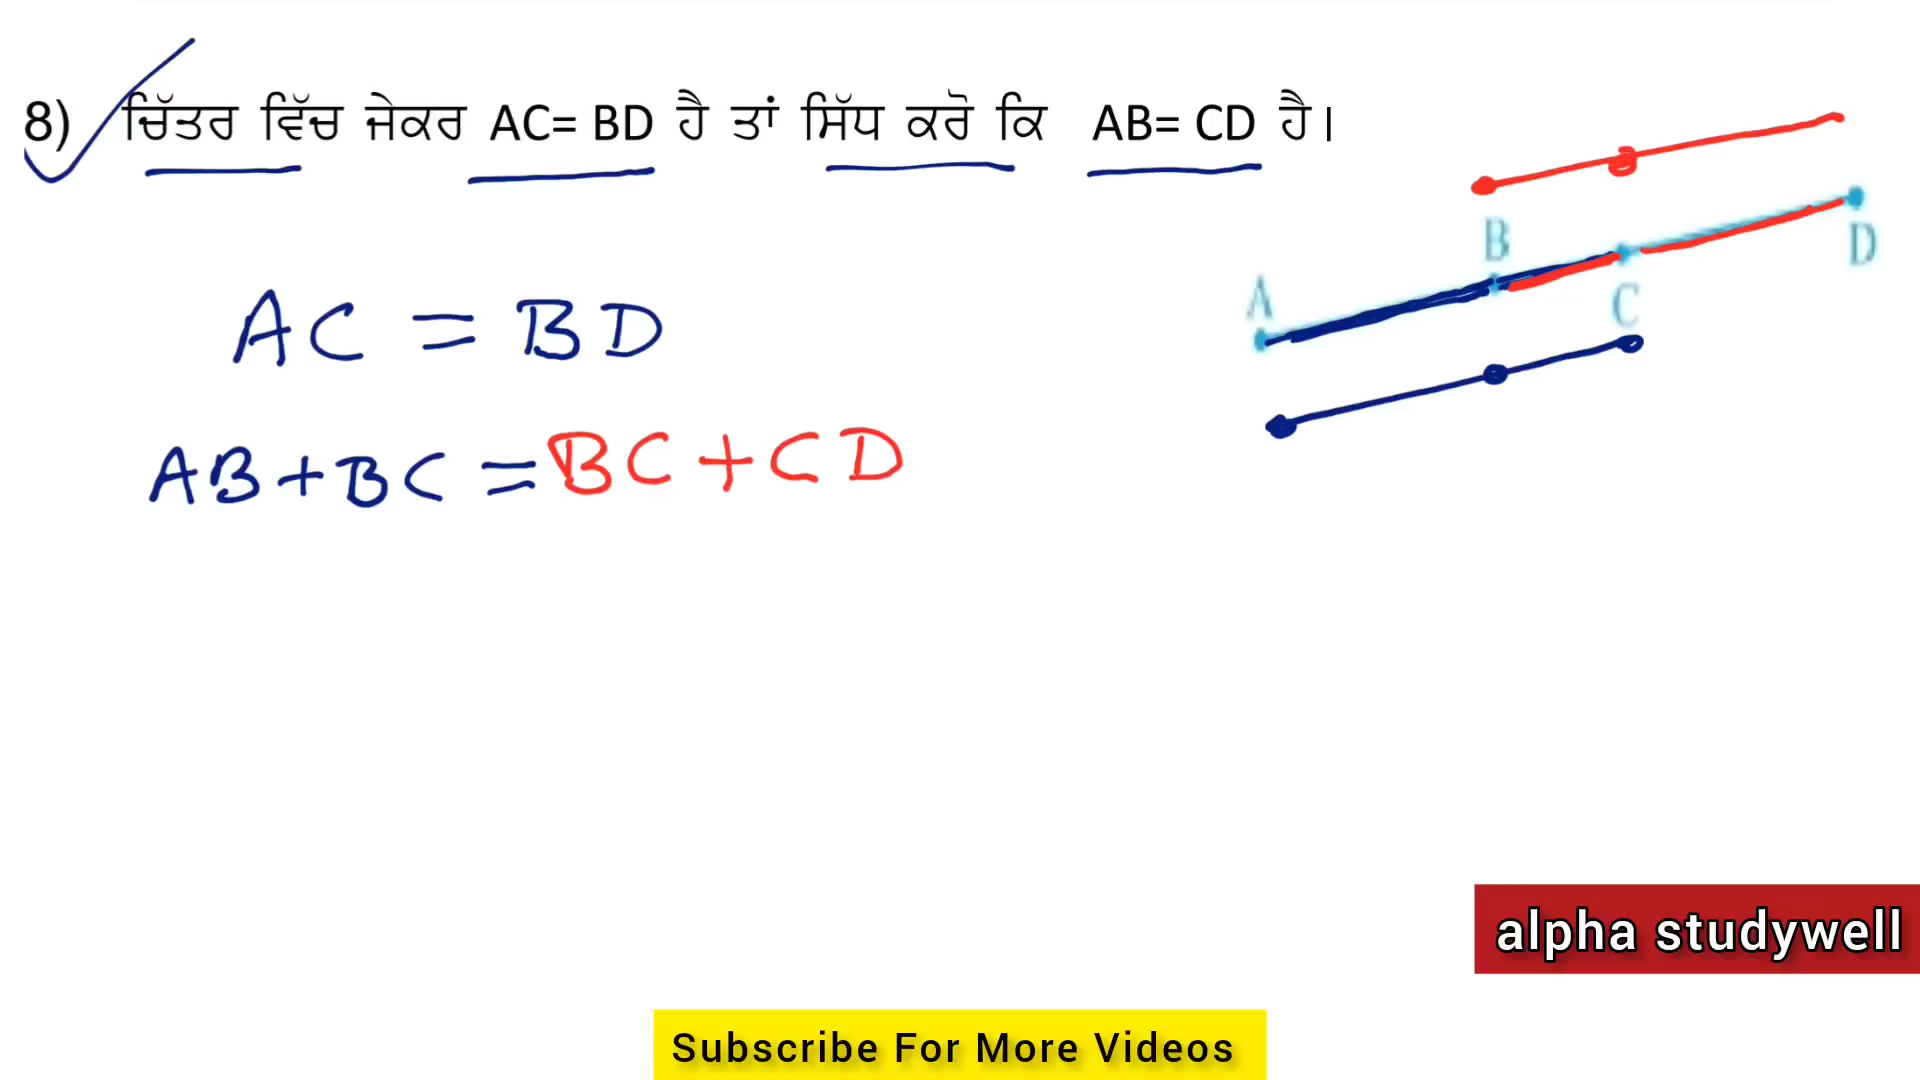 8) ਚਿੱਤਰ ਵਿੱਚ ਜੇਕਰ AC= BD ਹੈ ਤਾਂ ਸਿੱਧ ਕਰੋ ਕਿ AB= CD ਹੈ।
B
D
A
C
AC = BD
AB+BC = BC+CD
alpha studywell
Subscribe For More Videos